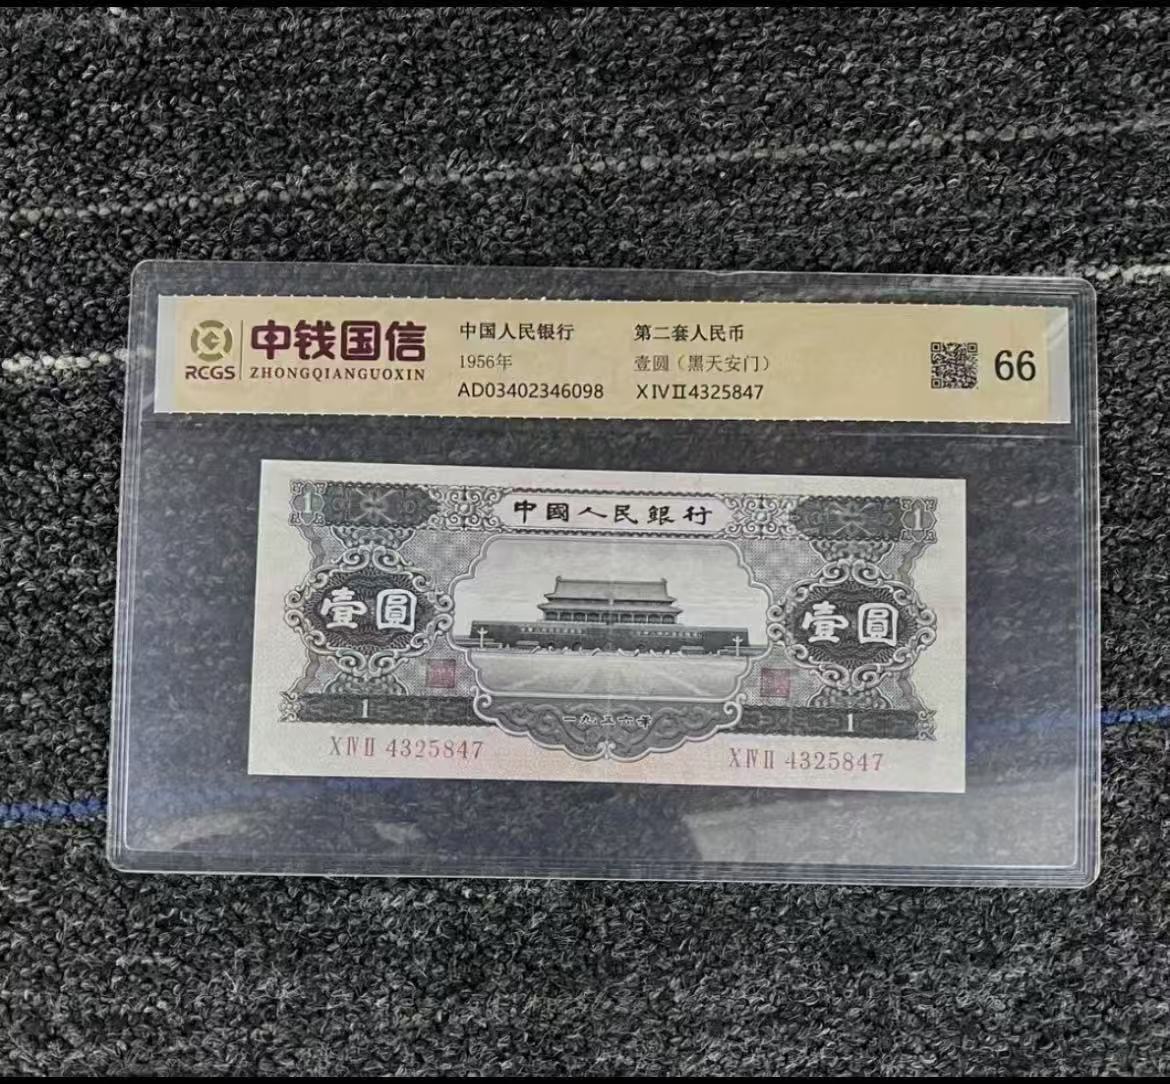 中钱国信
RCGS ZHONGQIANGUOXIN
中国人民银行 第二套人民币
1956年 壹圆（黑天安门）
AD03402346098 XIVII4325847
66
1 中國人民銀行 1
壹圓 壹圓
一九五六年
1 1
XIVII 4325847 XIVII 4325847